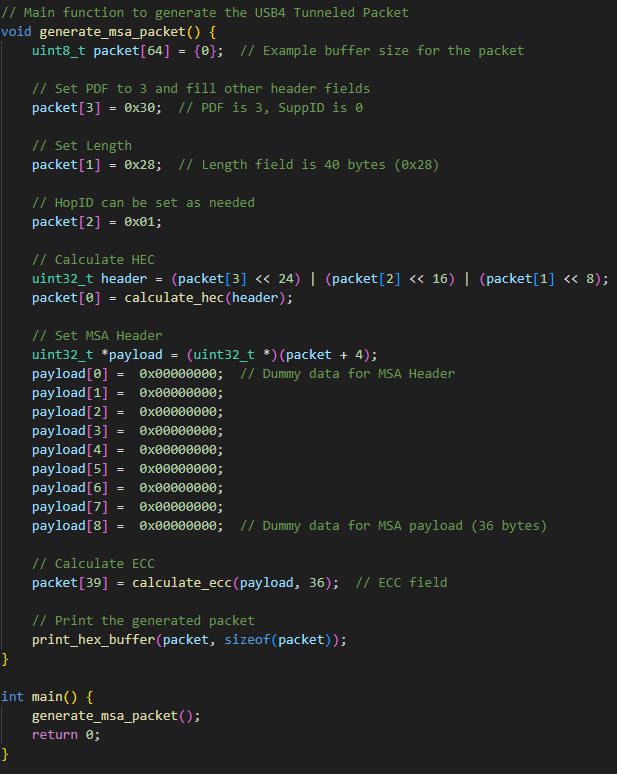 // Main function to generate the USB4 Tunneled Packet
void generate_msa_packet() {
    uint8_t packet[64] = {0};  // Example buffer size for the packet

    // Set PDF to 3 and fill other header fields
    packet[3] = 0x30;  // PDF is 3, SuppID is 0

    // Set Length
    packet[1] = 0x28;  // Length field is 40 bytes (0x28)

    // HopID can be set as needed
    packet[2] = 0x01;

    // Calculate HEC
    uint32_t header = (packet[3] << 24) | (packet[2] << 16) | (packet[1] << 8);
    packet[0] = calculate_hec(header);

    // Set MSA Header
    uint32_t *payload = (uint32_t *)(packet + 4);
    payload[0] =  0x00000000;  // Dummy data for MSA Header
    payload[1] =  0x00000000;
    payload[2] =  0x00000000;
    payload[3] =  0x00000000;
    payload[4] =  0x00000000;
    payload[5] =  0x00000000;
    payload[6] =  0x00000000;
    payload[7] =  0x00000000;
    payload[8] =  0x00000000;  // Dummy data for MSA payload (36 bytes)

    // Calculate ECC
    packet[39] = calculate_ecc(payload, 36);  // ECC field

    // Print the generated packet
    print_hex_buffer(packet, sizeof(packet));
}

int main() {
    generate_msa_packet();
    return 0;
}